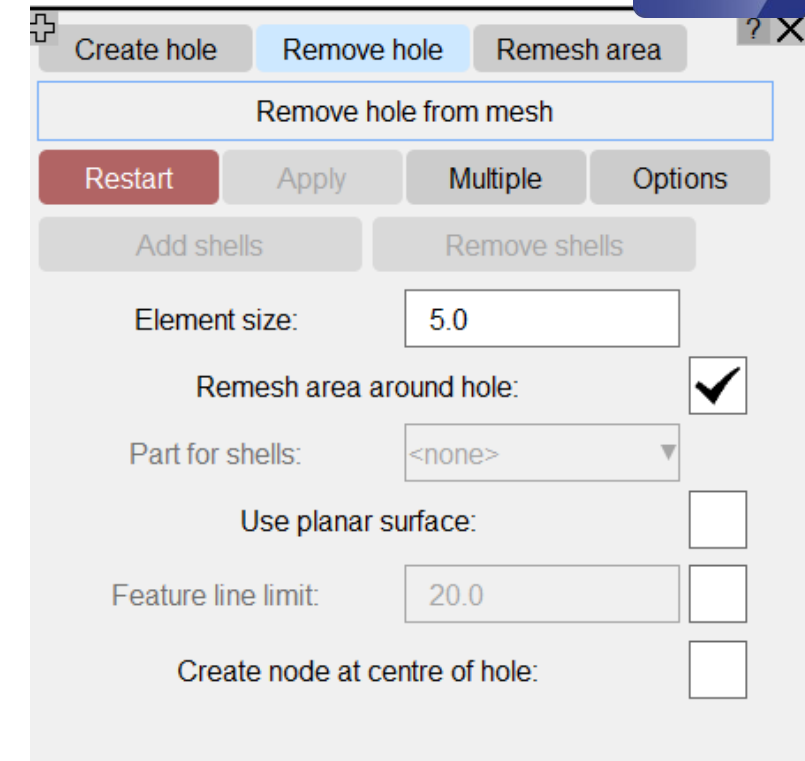 ?
Create hole Remove hole Remesh area
Remove hole from mesh
Restart Apply Multiple Options
Add shells Remove shells
Element size: 5.0
Remesh area around hole:
Part for shells: <none>
Use planar surface:
Feature line limit: 20.0
Create node at centre of hole: